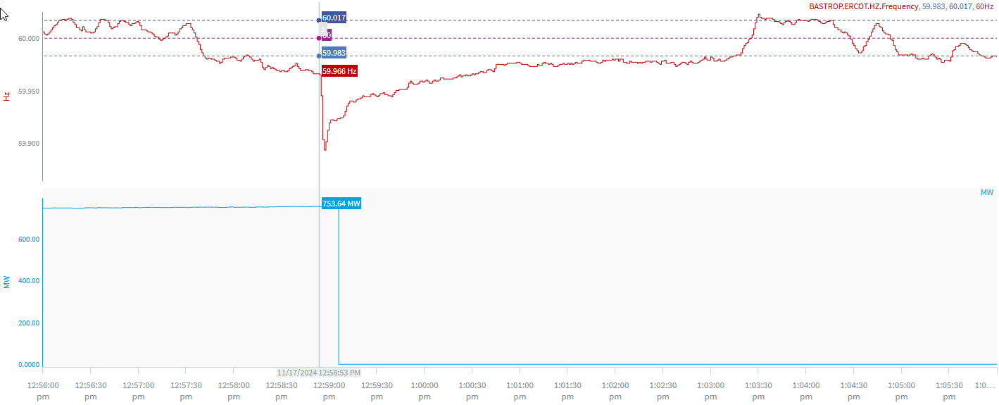 BASTROP.ERCOT.HZ.Frequency, 59.983, 60.017, 60Hz
60.017
60.000
60
59.983
59.966 Hz
Hz
59.950
59.900
MW
753.64 MW
600.00
MW
400.00
200.00
0.0000
11/17/2024 12:58:53 PM
12:56:00 pm
12:56:30 pm
12:57:00 pm
12:57:30 pm
12:58:00 pm
12:58:30 pm
12:59:00 pm
12:59:30 pm
1:00:00 pm
1:00:30 pm
1:01:00 pm
1:01:30 pm
1:02:00 pm
1:02:30 pm
1:03:00 pm
1:03:30 pm
1:04:00 pm
1:04:30 pm
1:05:00 pm
1:05:30 pm
1:0…